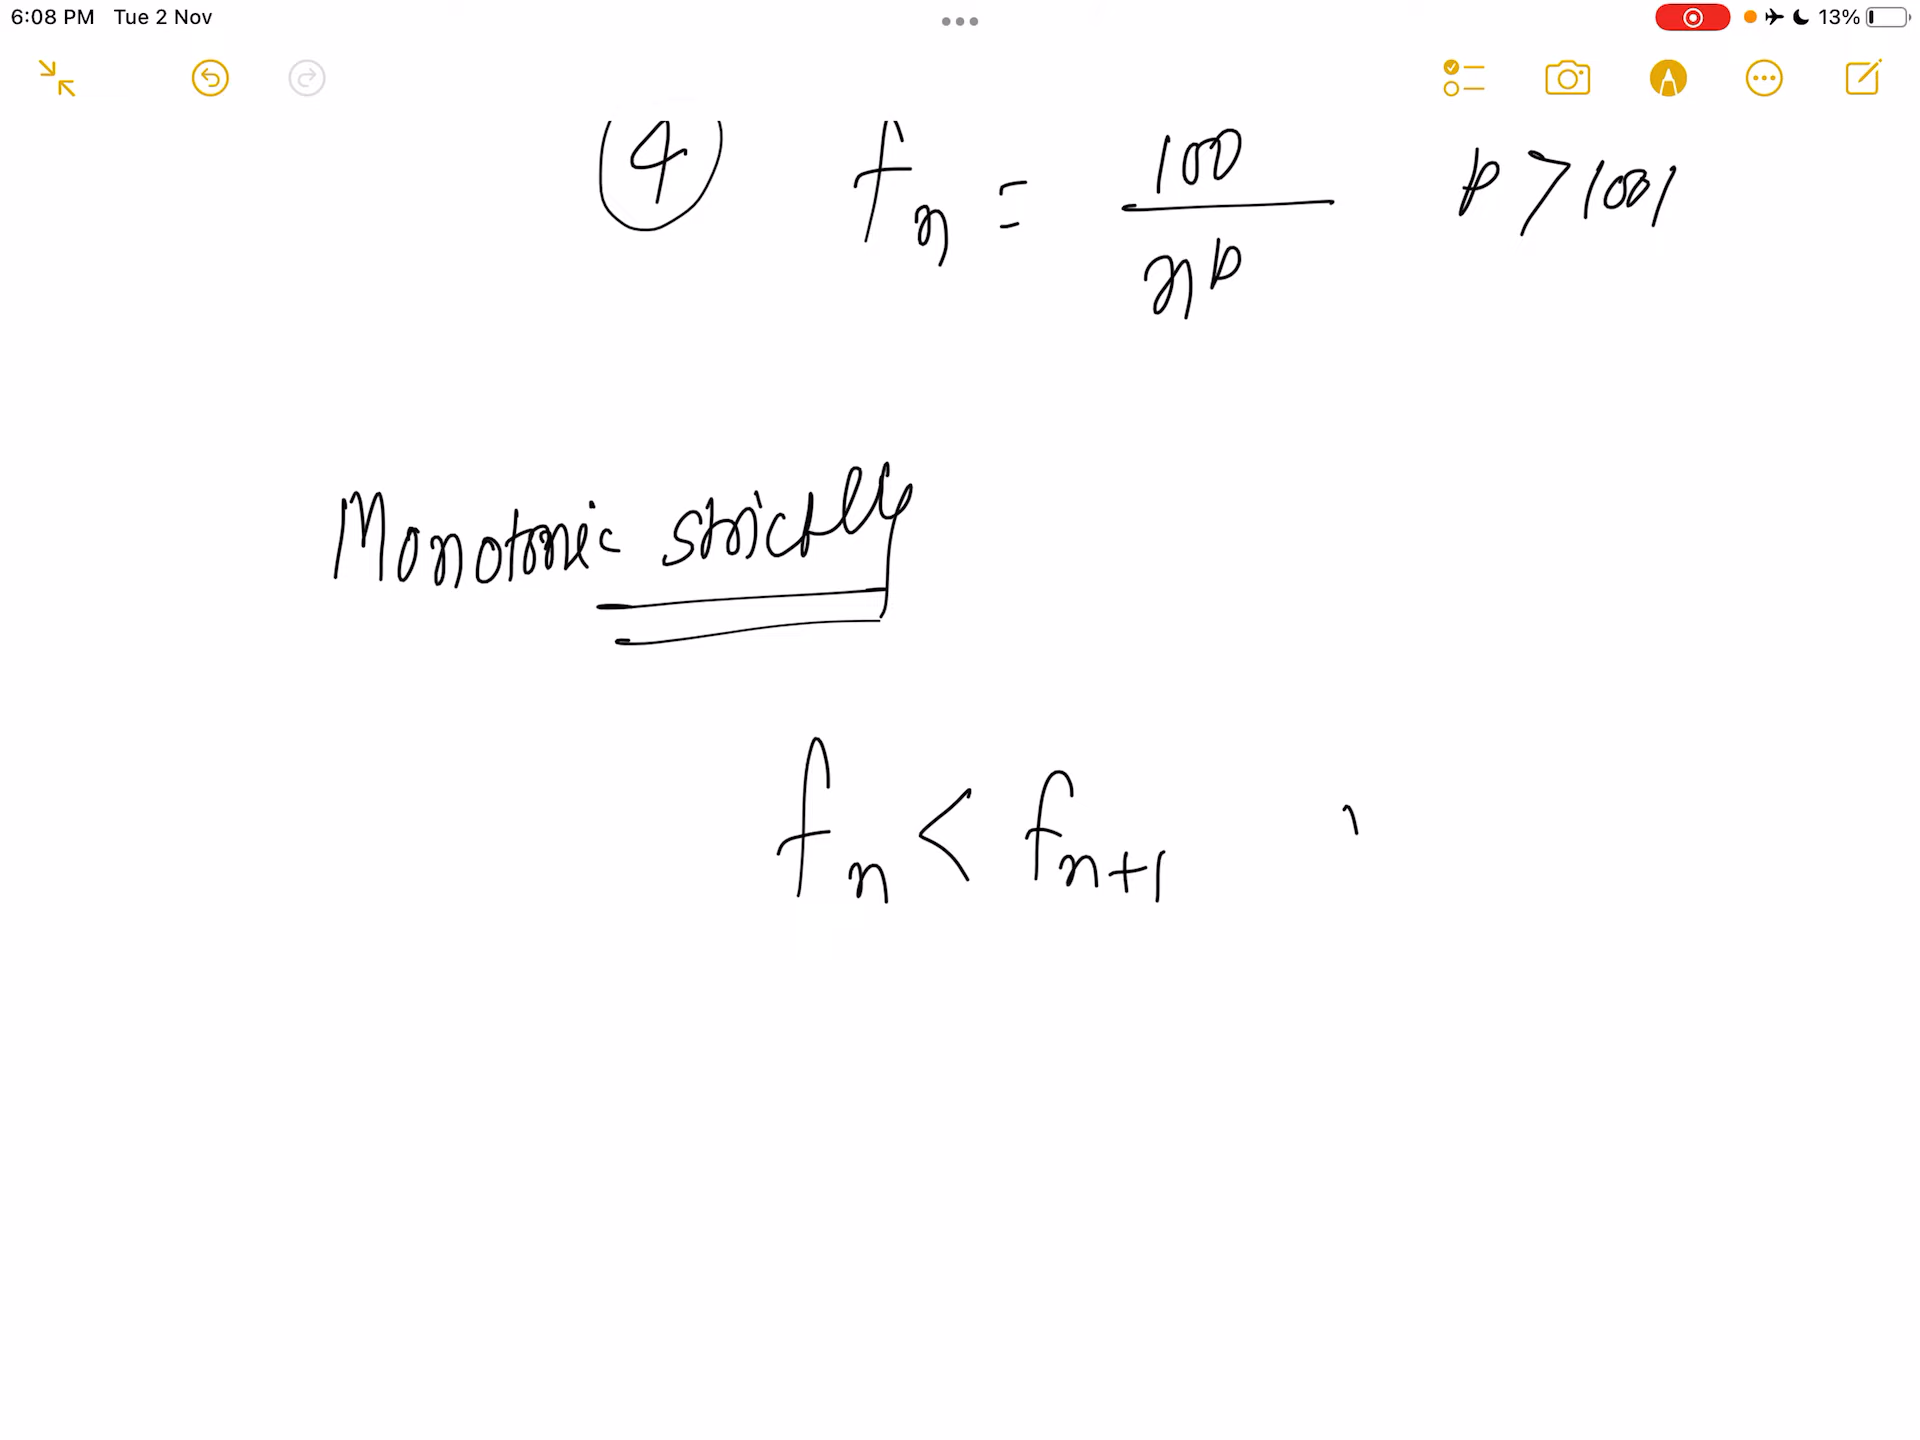 6:08 PM Tue 2 Nov 13%
④ fn = 100 / n^p p > 1001
Monotonic strictly
fn < fn+1